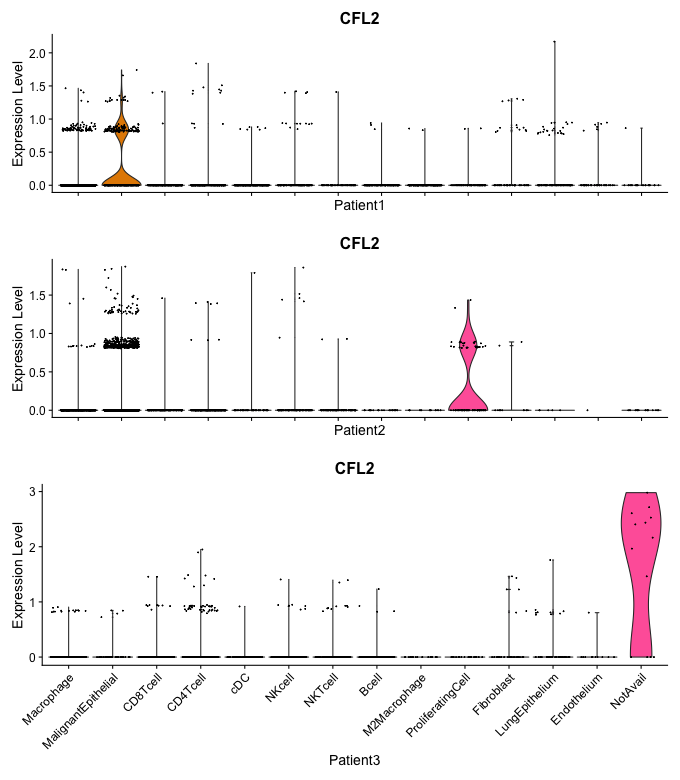 CFL2
Expression Level
2.0
1.5
1.0
0.5
0.0
Patient1
CFL2
Expression Level
1.5
1.0
0.5
0.0
Patient2
CFL2
Expression Level
3
2
1
0
Macrophage
MalignantEpithelial
CD8Tcell
CD4Tcell
cDC
NKcell
NKTcell
Bcell
M2Macrophage
ProliferatingCell
Fibroblast
LungEpithelium
Endothelium
NotAvail
Patient3